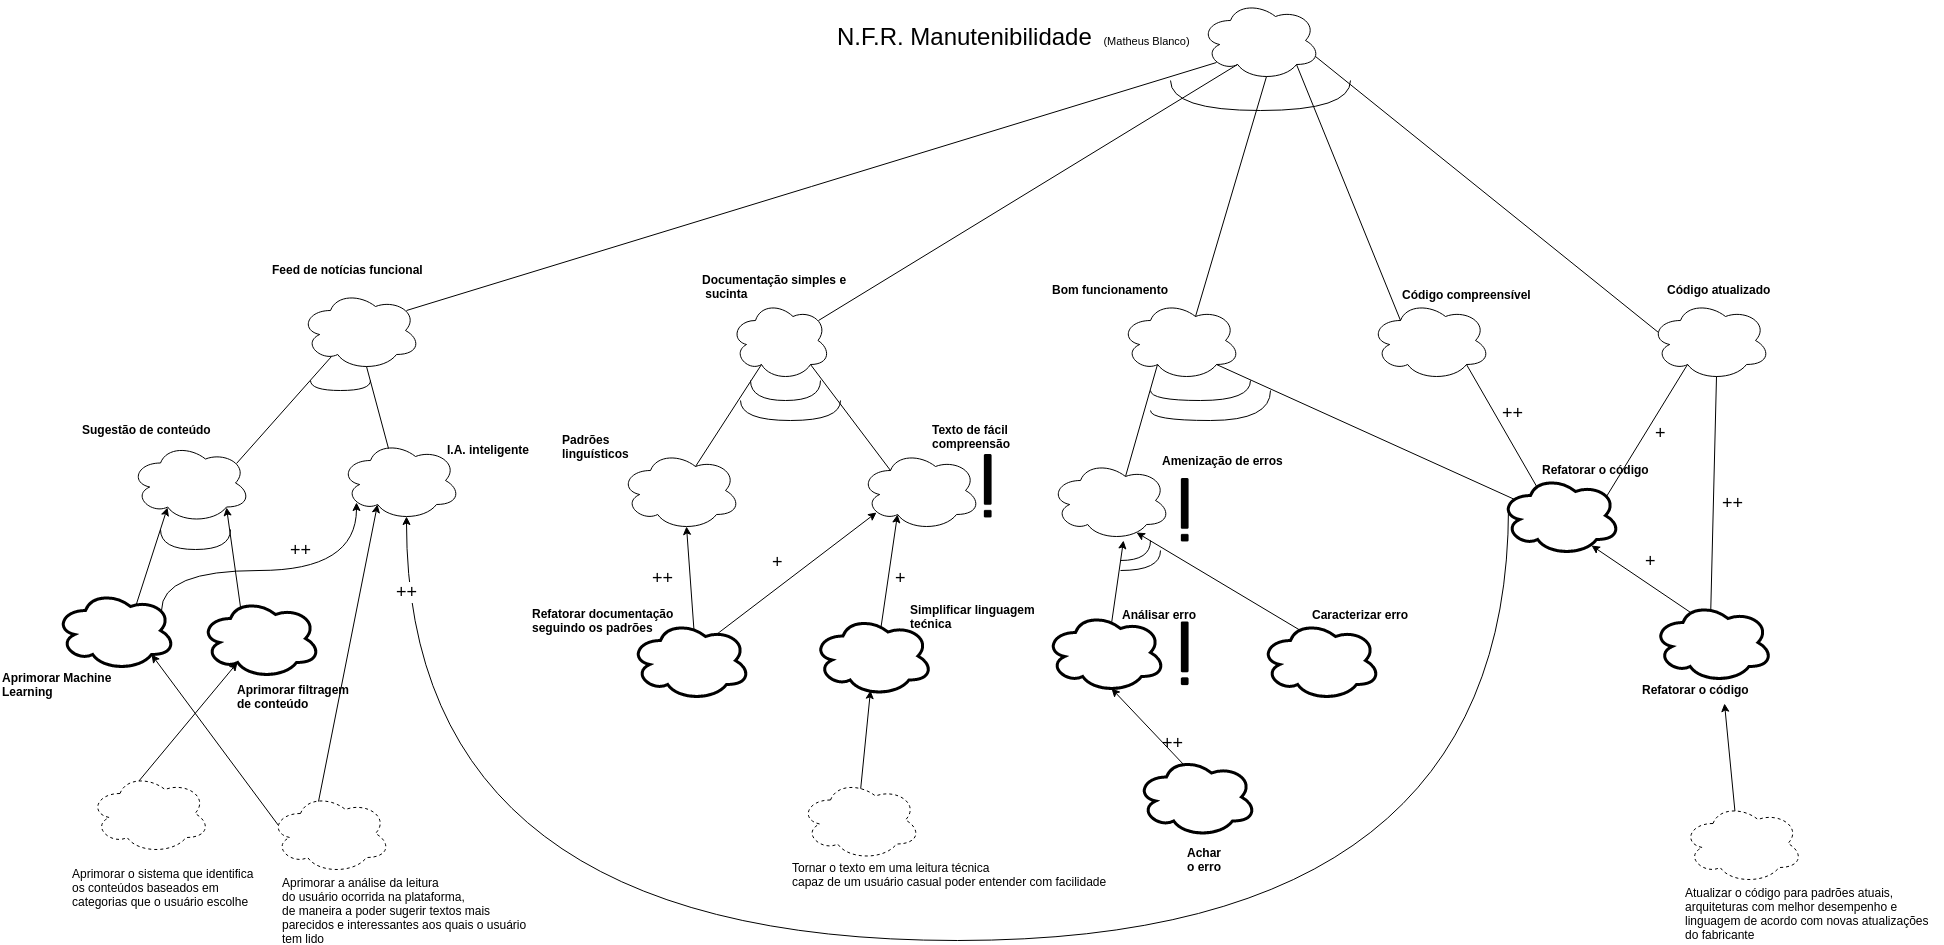 N.F.R. Manutenibilidade (Matheus Blanco)
Feed de notícias funcional
Documentação simples e
sucinta
Bom funcionamento
Código compreensível
Código atualizado
Sugestão de conteúdo
I.A. inteligente
Padrões
linguísticos
Texto de fácil
compreensão
!
Amenização de erros
!
Refatorar o código
++
+
++
++
++
++
+
+
+
Aprimorar Machine
Learning
Aprimorar filtragem
de conteúdo
Refatorar documentação
seguindo os padrões
Simplificar linguagem
tećnica
Análisar erro
!
Caracterizar erro
Refatorar o código
++
Achar
o erro
Aprimorar o sistema que identifica
os conteúdos baseados em
categorias que o usuário escolhe
Aprimorar a análise da leitura
do usuário ocorrida na plataforma,
de maneira a poder sugerir textos mais
parecidos e interessantes aos quais o usuário
tem lido
Tornar o texto em uma leitura técnica
capaz de um usuário casual poder entender com facilidade
Atualizar o código para padrões atuais,
arquiteturas com melhor desempenho e
linguagem de acordo com novas atualizações
do fabricante